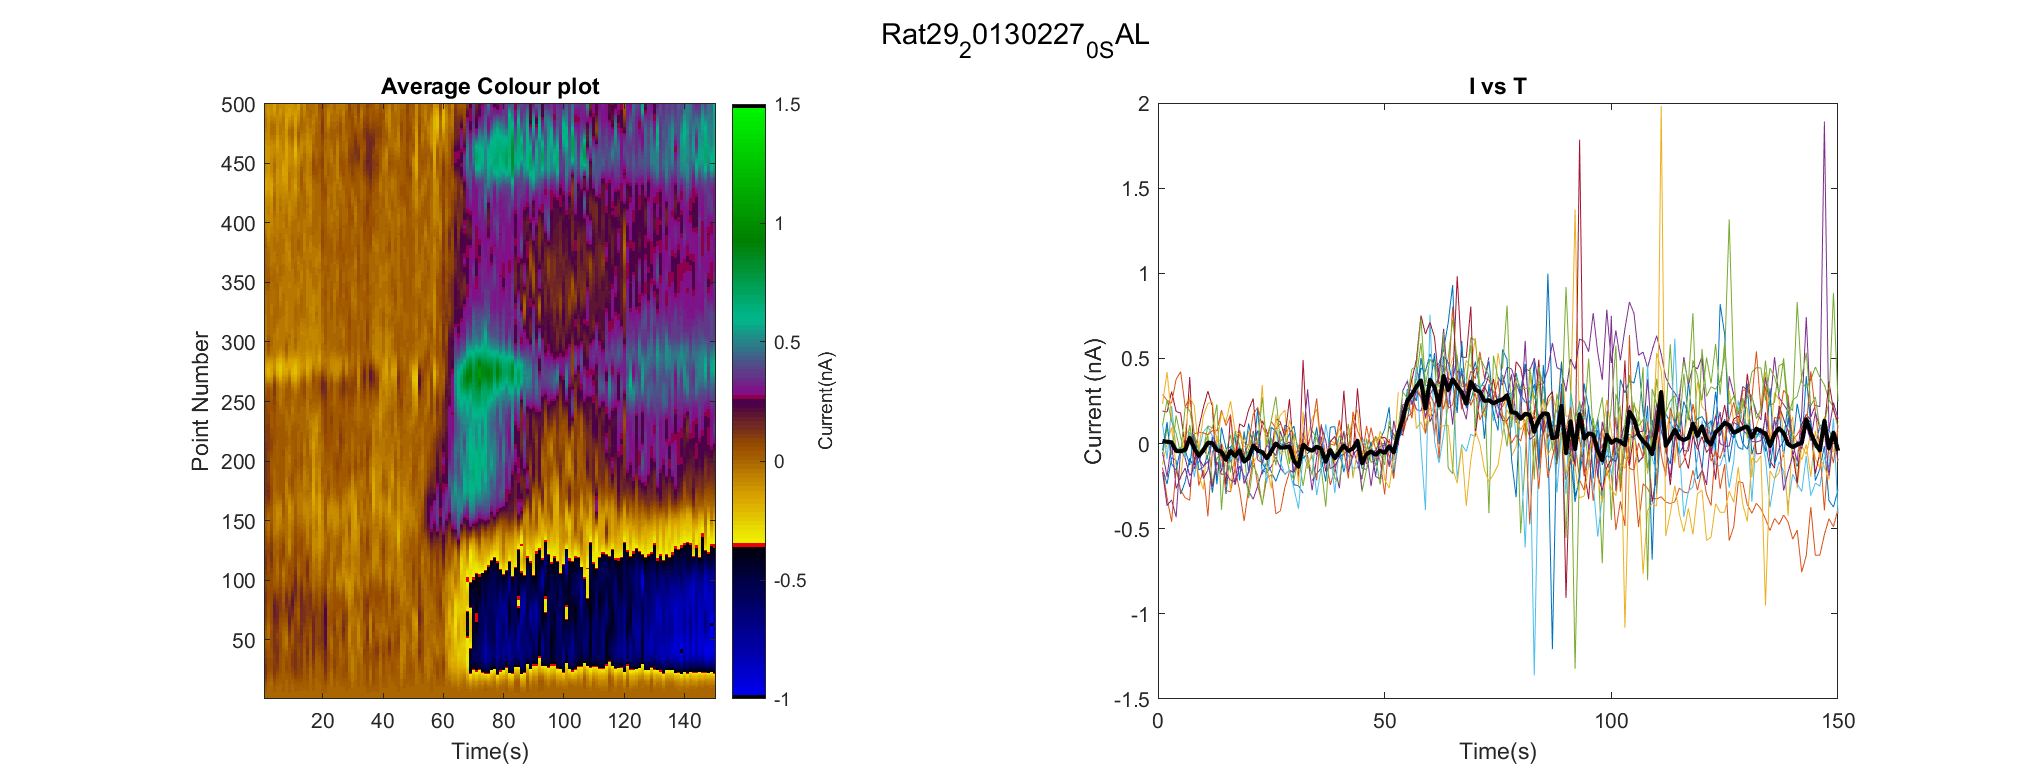 Rat29₂0130227₀SAL
Average Colour plot
500
450
400
350
300
250
200
150
100
50
Point Number
20 40 60 80 100 120 140
Time(s)
1.5
1
0.5
0
-0.5
-1
Current(nA)
I vs T
2
1.5
1
0.5
0
-0.5
-1
-1.5
Current (nA)
0 50 100 150
Time(s)